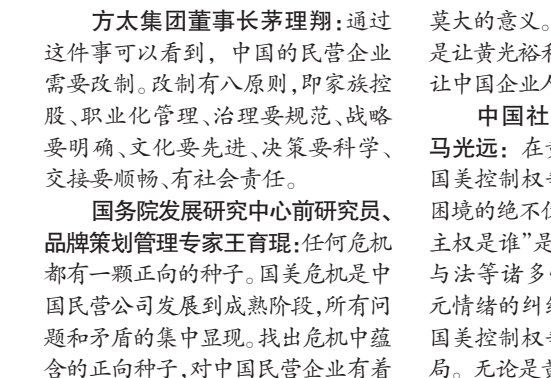 方太集团董事长茅理翔:通过
这件事可以看到，中国的民营企业
需要改制。改制有八原则,即家族控
股、职业化管理、治理要规范、战略
要明确、文化要先进、决策要科学、
交接要顺畅、有社会责任。
国务院发展研究中心前研究员、
品牌策划管理专家王育琨:任何危机
都有一颗正向的种子。国美危机是中
国民营公司发展到成熟阶段,所有问
题和矛盾的集中显现。找出危机中蕴
含的正向种子,对中国民营企业有着
莫大的意义。
是让黄光裕和
让中国企业人
中国社
马光远：在黄
国美控制权争
困境的绝不仅
主权是谁”是
与法等诸多
元情绪的纠结
国美控制权争
局。无论是黄